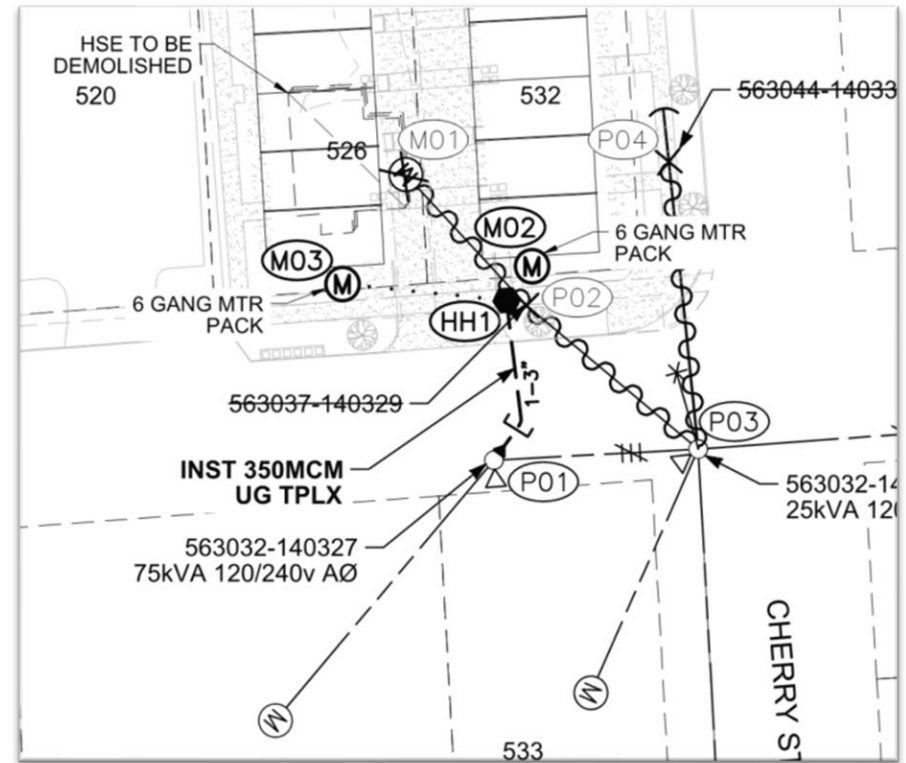 HSE TO BE
DEMOLISHED
520
532
563044-14033
526
M01
P04
M02
6 GANG MTR
PACK
M03
M
M
6 GANG MTR
PACK
P02
HH1
563037-140329
1-3"
P03
INST 350MCM
UG TPLX
P01
563032-14
25kVA 120
563032-140327
75kVA 120/240v AØ
M
M
CHERRY ST
533